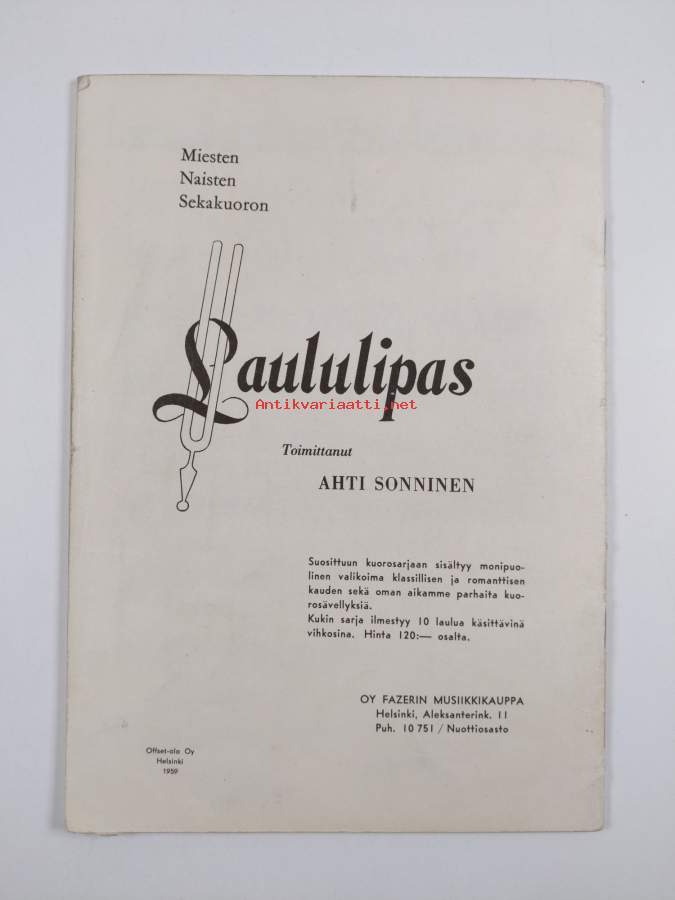 Miesten
Naisten
Sekakuoron
Laululipas
Antikvariaatti.net
Toimittanut
AHTI SONNINEN
Suosittuun kuorosarjaan sisältyy monipuo-
linen valikoima klassillisen ja romanttisen
kauden sekä oman aikamme parhaita kuo-
rosävellyksiä.
Kukin sarja ilmestyy 10 laulua käsittävinä
vihkosina. Hinta 120:— osalta.
OY FAZERIN MUSIIKKIKAUPPA
Helsinki, Aleksanterink. 11
Puh. 10 751 / Nuottiosasto
Offset-ala Oy
Helsinki
1959